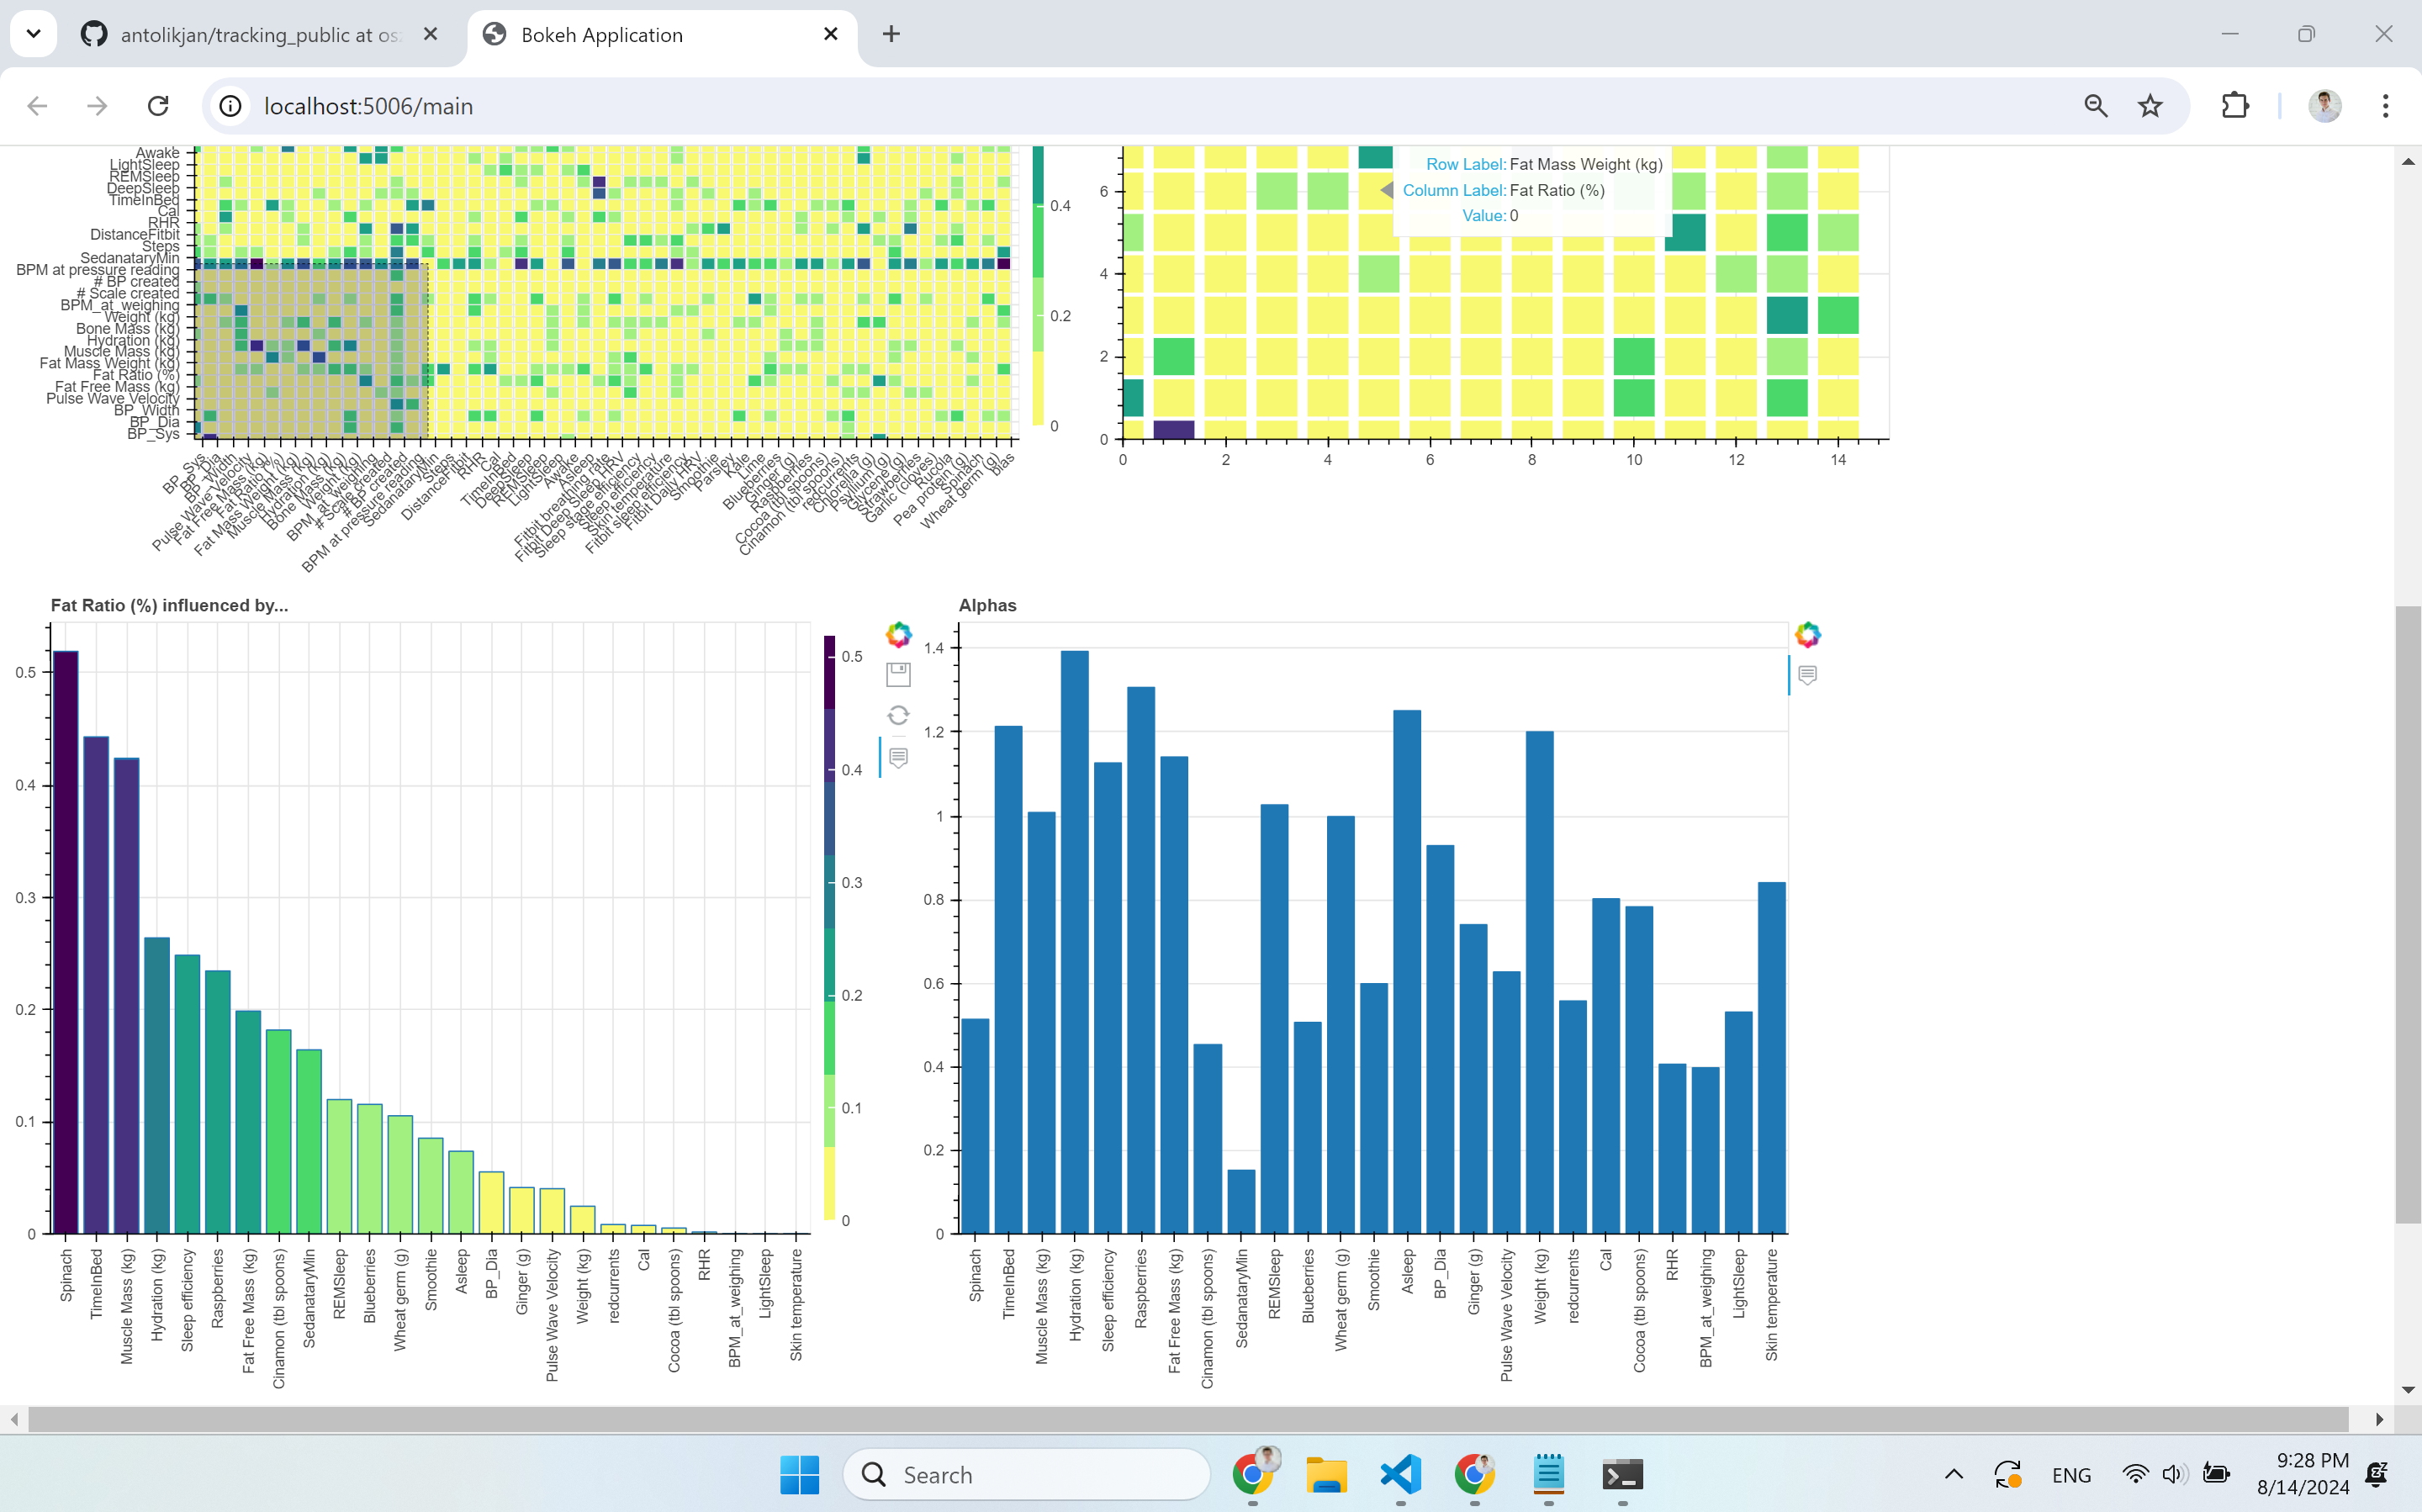 antolikjan/tracking_public at os
Bokeh Application
localhost:5006/main
Awake
LightSleep
REMSleep
DeepSleep
TimeInBed
Cal
RHR
DistanceFitbit
Steps
SedanataryMin
BPM at pressure reading
# BP created
# Scale created
BPM_at_weighing
Weight (kg)
Bone Mass (kg)
Hydration (kg)
Muscle Mass (kg)
Fat Mass Weight (kg)
Fat Ratio (%)
Fat Free Mass (kg)
Pulse Wave Velocity
BP_Width
BP_Dia
BP_Sys
BP_Sys
BP_Dia
BP_Width
Pulse Wave Velocity
Fat Free Mass (kg)
Fat Ratio (%)
Fat Mass Weight (kg)
Muscle Mass (kg)
Hydration (kg)
Bone Mass (kg)
Weight (kg)
BPM_at_weighing
# Scale created
# BP created
BPM at pressure reading
SedanataryMin
Steps
DistanceFitbit
RHR
Cal
TimeInBed
DeepSleep
REMSleep
LightSleep
Awake
Asleep
Fitbit breathing rate
Fitbit Deep Sleep HRV
Sleep stage efficiency
Sleep efficiency
Skin temperature
Fitbit sleep efficiency
Fitbit Daily HRV
Smoothie
Parsley
Kale
Lime
Blueberries
Ginger (g)
Raspberries
Cocoa (tbl spoons)
Cinamon (tbl spoons)
redcurrents
Chlorella (g)
Psyllium (g)
Glycene (g)
Strawberries
Garlic (cloves)
Rucola
Pea protein (g)
Spinach
Wheat germ (g)
bias
0.4
0.2
0
6
4
2
0
0
2
4
6
8
10
12
14
Row Label: Fat Mass Weight (kg)
Column Label: Fat Ratio (%)
Value: 0
Fat Ratio (%) influenced by...
0.5
0.4
0.3
0.2
0.1
0
Spinach
TimeInBed
Muscle Mass (kg)
Hydration (kg)
Sleep efficiency
Raspberries
Fat Free Mass (kg)
Cinamon (tbl spoons)
SedanataryMin
REMSleep
Blueberries
Wheat germ (g)
Smoothie
Asleep
BP_Dia
Ginger (g)
Pulse Wave Velocity
Weight (kg)
redcurrents
Cal
Cocoa (tbl spoons)
RHR
BPM_at_weighing
LightSleep
Skin temperature
0.5
0.4
0.3
0.2
0.1
0
Alphas
1.4
1.2
1
0.8
0.6
0.4
0.2
0
Spinach
TimeInBed
Muscle Mass (kg)
Hydration (kg)
Sleep efficiency
Raspberries
Fat Free Mass (kg)
Cinamon (tbl spoons)
SedanataryMin
REMSleep
Blueberries
Wheat germ (g)
Smoothie
Asleep
BP_Dia
Ginger (g)
Pulse Wave Velocity
Weight (kg)
redcurrents
Cal
Cocoa (tbl spoons)
RHR
BPM_at_weighing
LightSleep
Skin temperature
Search
ENG
9:28 PM
8/14/2024